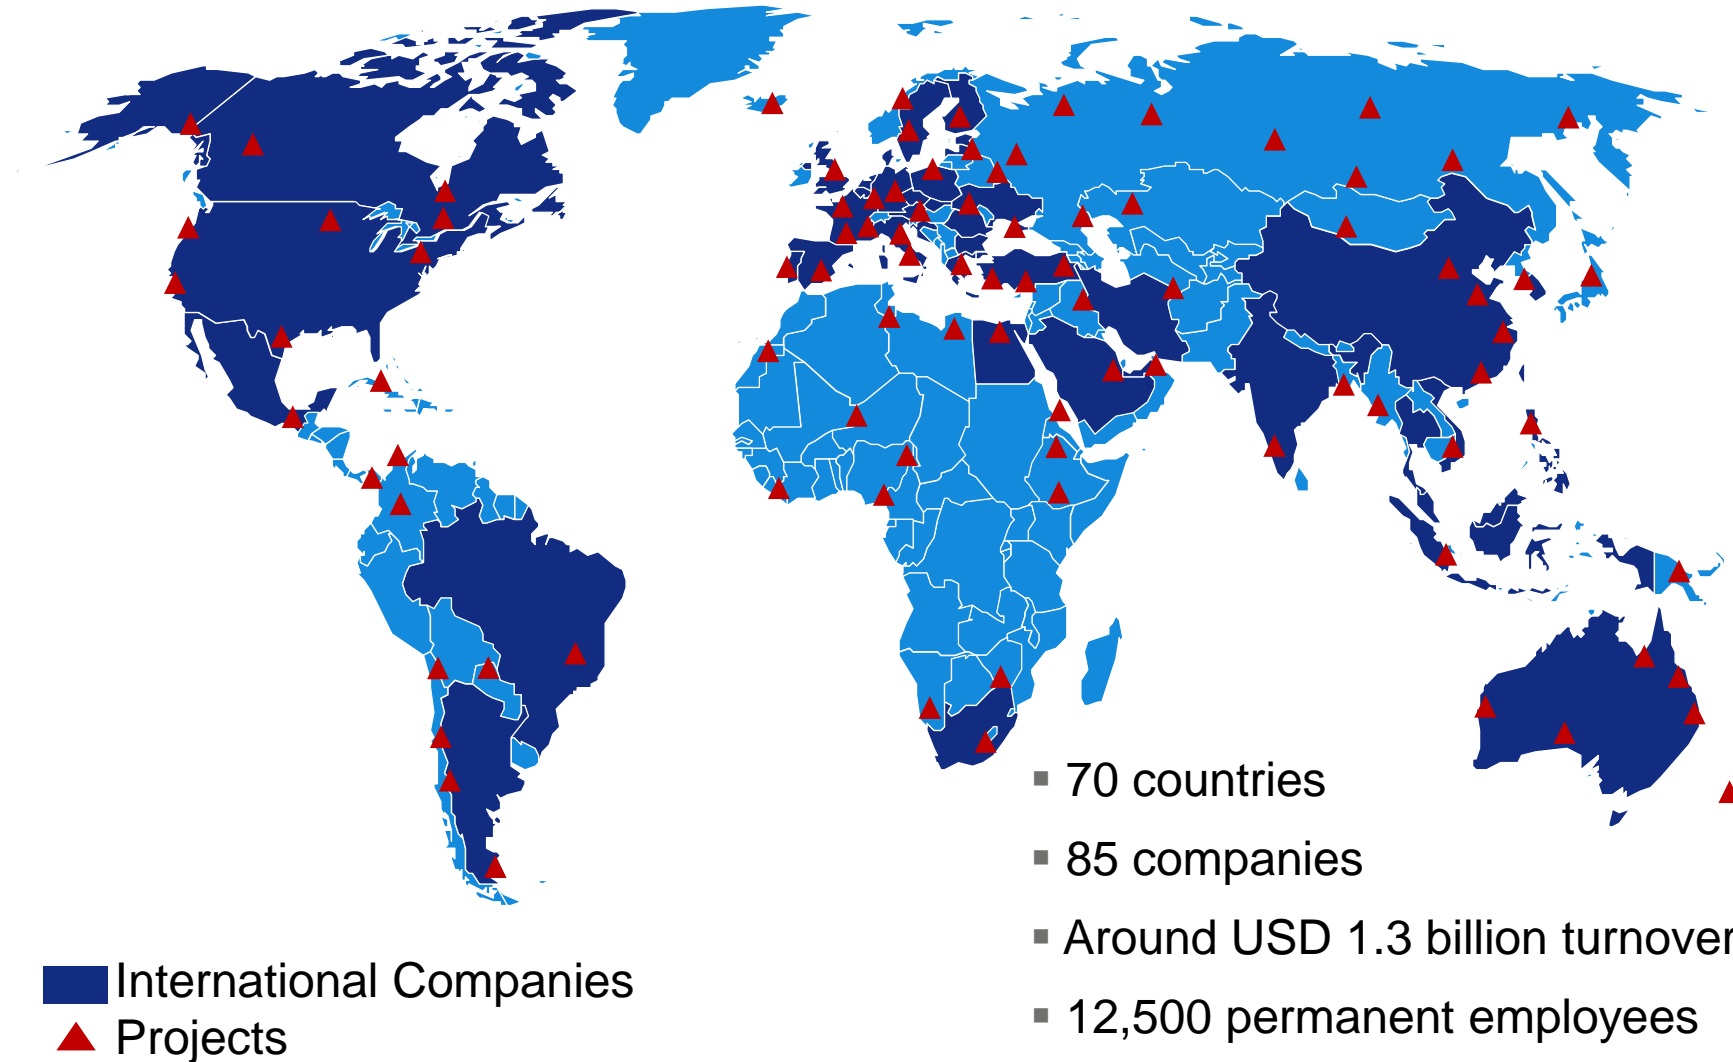 70 countries
85 companies
Around USD 1.3 billion turnover
12,500 permanent employees
International Companies
Projects